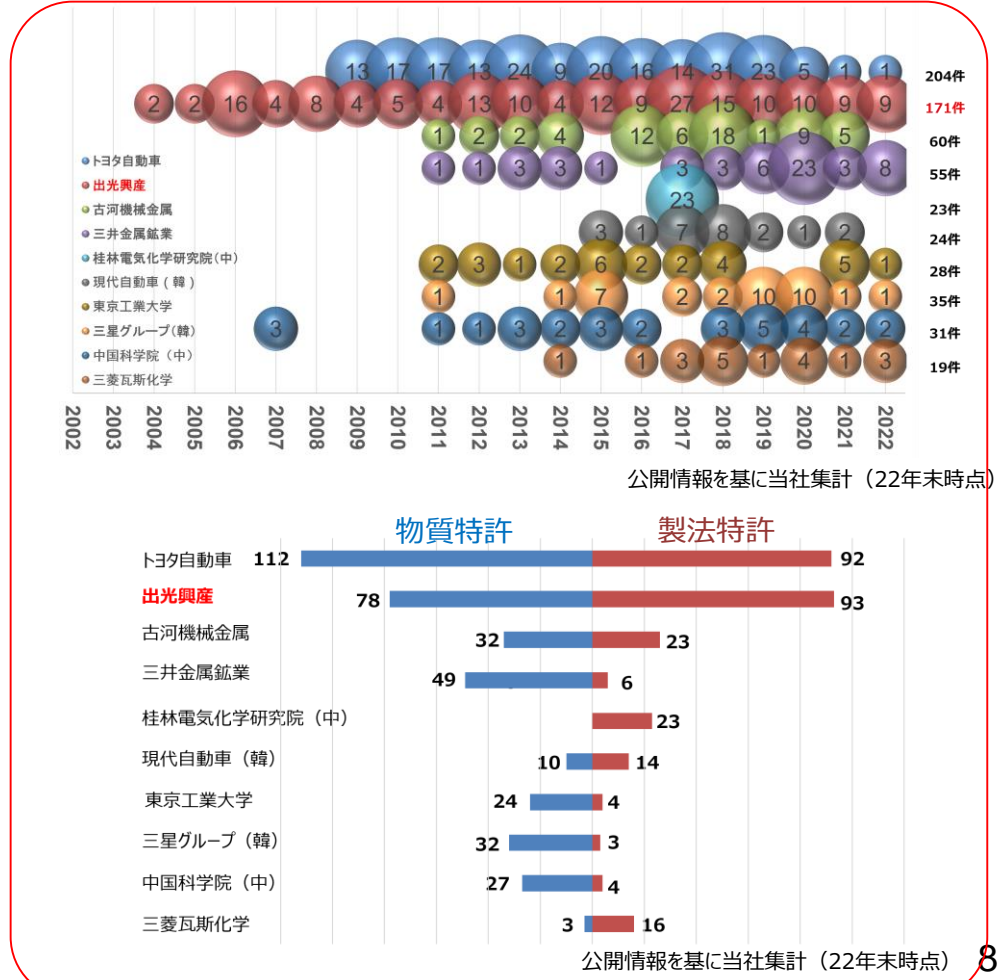 13 17 17 13 24 9 20 16 14 31 23 5 1 1 204件
2 2 16 4 8 4 5 4 13 10 4 12 9 27 15 10 10 9 9 171件
1 2 2 4 12 6 18 1 9 5 60件
●トヨタ自動車 1 1 3 3 1 3 3 6 23 3 8 55件
●出光興産
●古河機械金属 23 23件
●三井金属鉱業
●桂林電気化学研究院(中) 3 1 7 8 2 1 2 24件
●現代自動車(韓)
●東京工業大学 2 3 1 2 6 2 2 4 5 1 28件
●三星グループ(韓) 1 1 7 2 2 10 10 1 1 35件
●中国科学院(中) 3 1 1 3 2 3 2 3 5 4 2 2 31件
●三菱瓦斯化学 1 1 3 5 1 4 1 3 19件
2002 2003 2004 2005 2006 2007 2008 2009 2010 2011 2012 2013 2014 2015 2016 2017 2018 2019 2020 2021 2022
公開情報を基に当社集計(22年末時点)
物質特許 製法特許
トヨタ自動車 112 92
出光興産 78 93
古河機械金属 32 23
三井金属鉱業 49 6
桂林電気化学研究院(中) 23
現代自動車(韓) 10 14
東京工業大学 24 4
三星グループ(韓) 32 3
中国科学院(中) 27 4
三菱瓦斯化学 3 16
公開情報を基に当社集計(22年末時点) 8